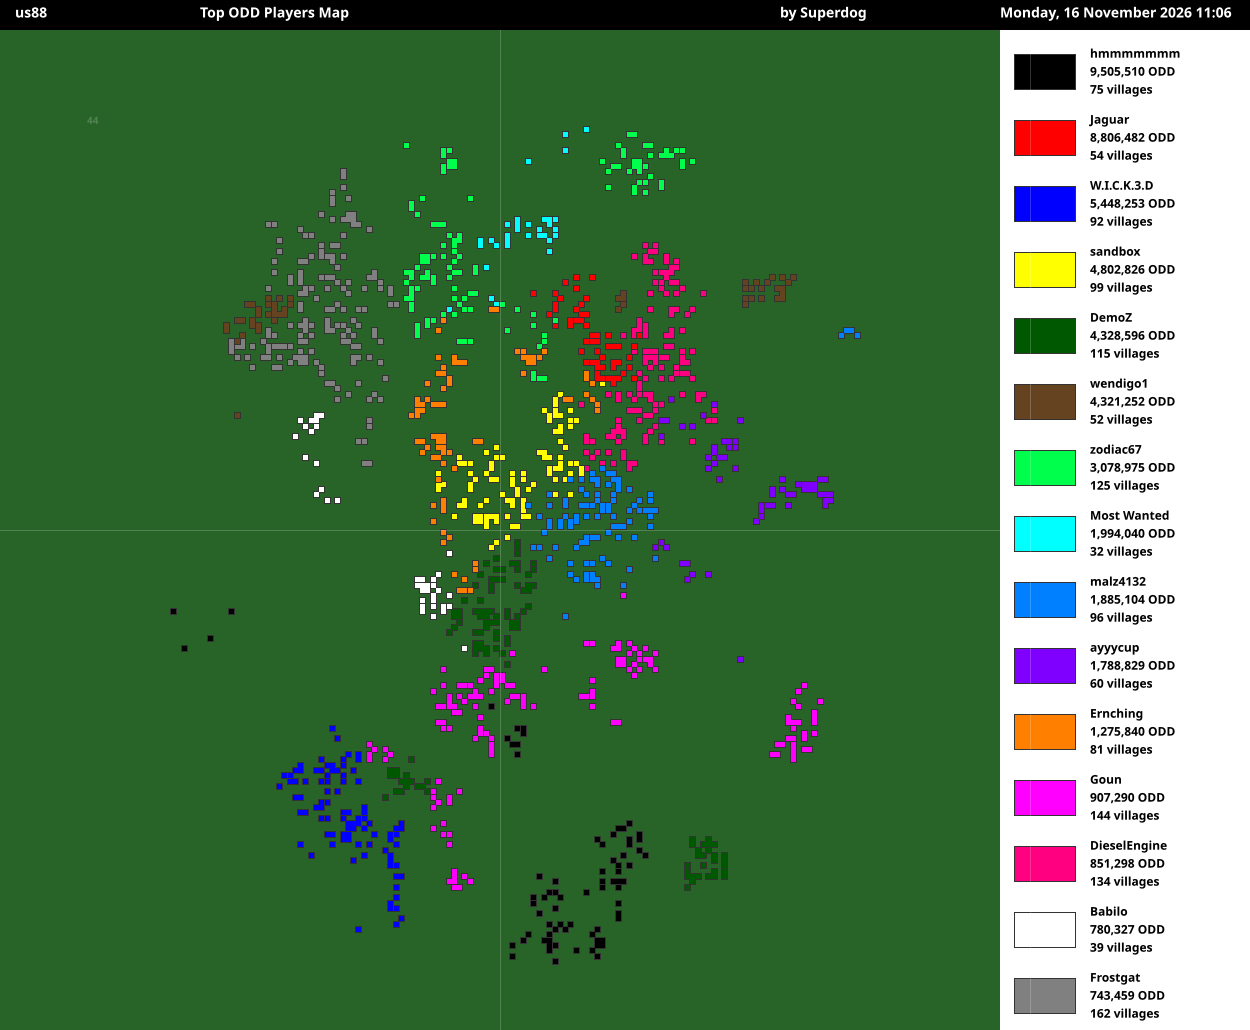 us88 Top ODD Players Map by Superdog Monday, 16 November 2026 11:06
44
hmmmmmmm
9,505,510 ODD
75 villages
Jaguar
8,806,482 ODD
54 villages
W.I.C.K.3.D
5,448,253 ODD
92 villages
sandbox
4,802,826 ODD
99 villages
DemoZ
4,328,596 ODD
115 villages
wendigo1
4,321,252 ODD
52 villages
zodiac67
3,078,975 ODD
125 villages
Most Wanted
1,994,040 ODD
32 villages
malz4132
1,885,104 ODD
96 villages
ayyycup
1,788,829 ODD
60 villages
Ernching
1,275,840 ODD
81 villages
Goun
907,290 ODD
144 villages
DieselEngine
851,298 ODD
134 villages
Babilo
780,327 ODD
39 villages
Frostgat
743,459 ODD
162 villages